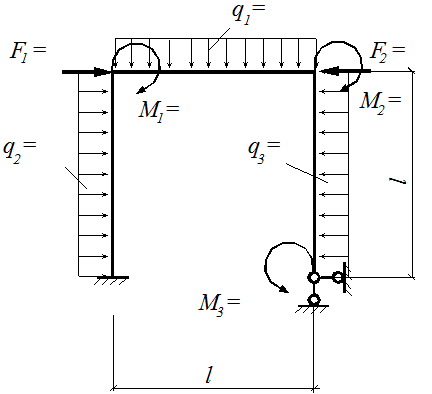 q1=
F1=
F2=
M1=
M2=
q2=
q3=
l
M3=
l